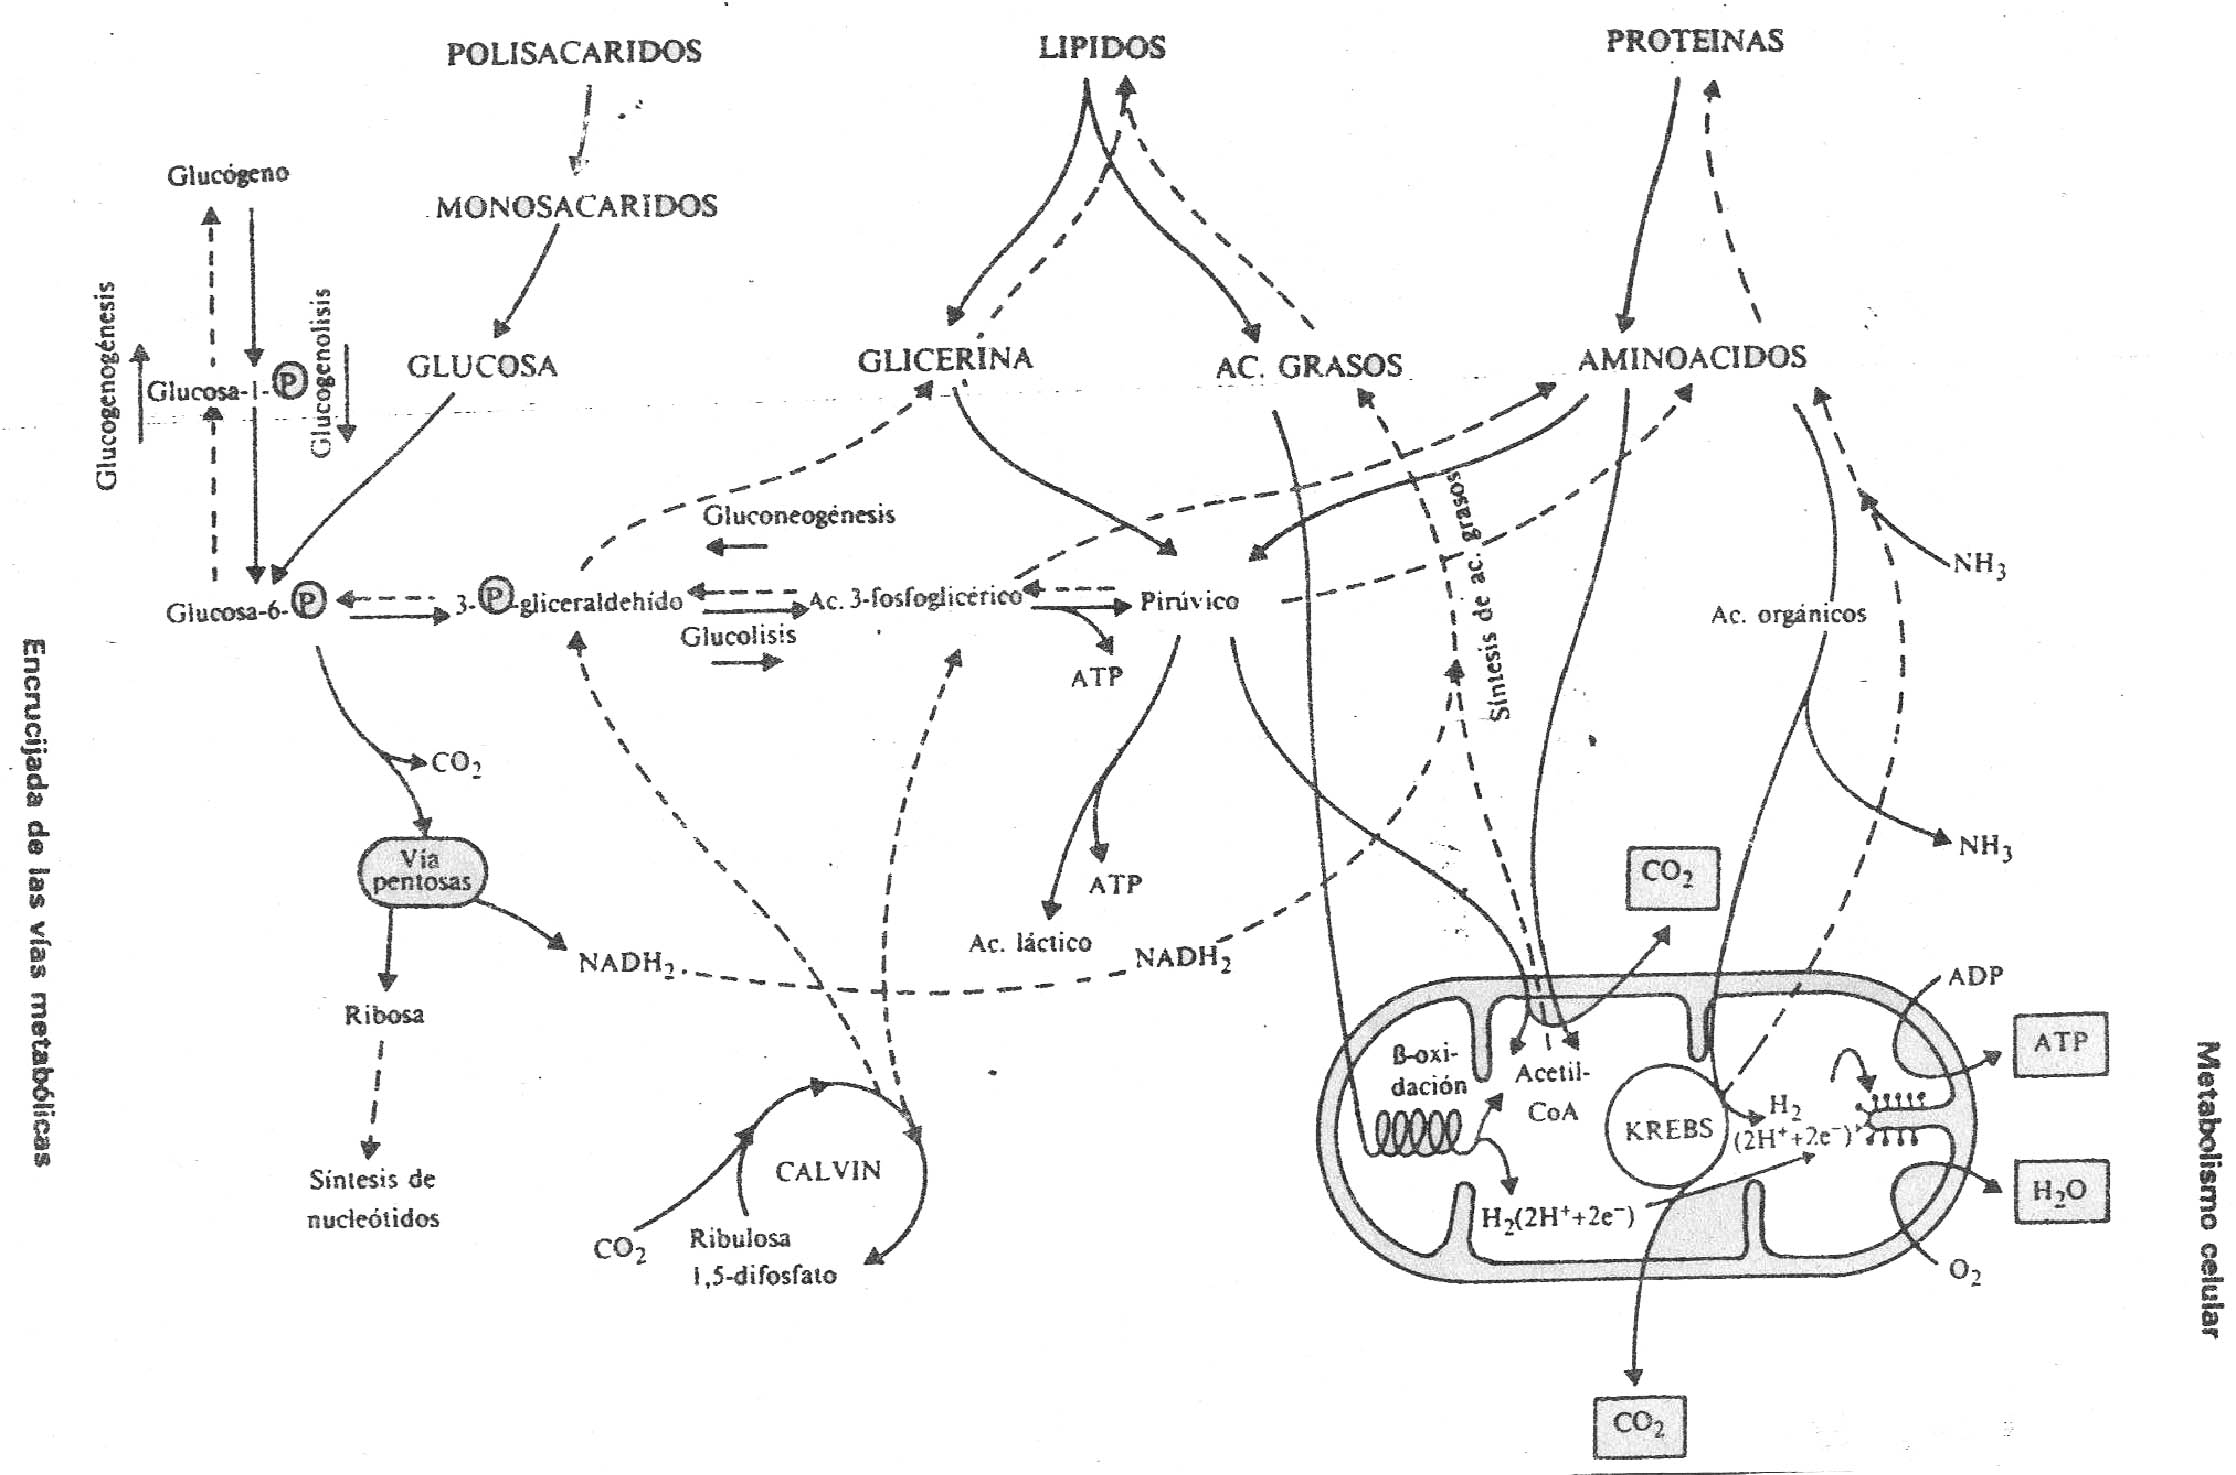 POLISACARIDOS
LIPIDOS
PROTEINAS
Glucógeno
MONOSACARIDOS
Glucogenogénesis
Glucogenolisis
Glucosa-1-P
GLUCOSA
GLICERINA
AC. GRASOS
AMINOACIDOS
Gluconeogénesis
Síntesis de ac. grasos
NH3
Glucosa-6-P
3-P-gliceraldehído
Ac. 3-fosfoglicérico
Pirúvico
Ac. orgánicos
Glucolisis
ATP
CO2
NH3
Vía
pentosas
CO2
ATP
Ac. láctico
NADH2
NADH2
ADP
Ribosa
ATP
ß-oxi-
dación
Acetil-
CoA
KREBS
H2
(2H++2e-)
CALVIN
Síntesis de
nucleótidos
H2(2H++2e-)
H2O
CO2
Ribulosa
1,5-difosfato
O2
CO2
Encrucijada de las vías metabólicas
Metabolismo celular